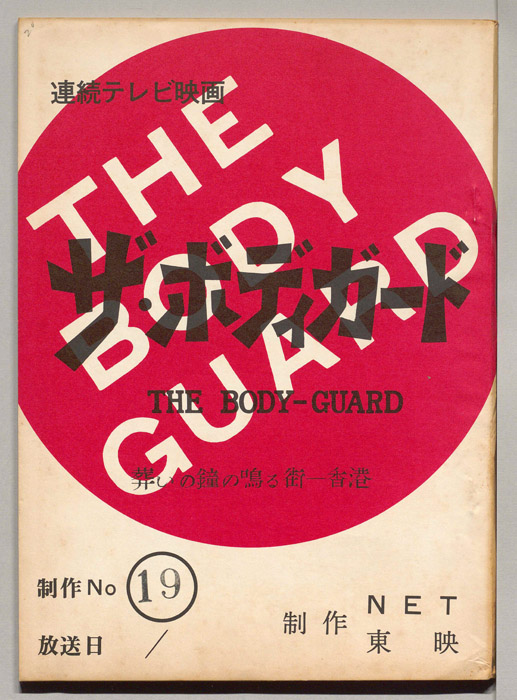 連続テレビ映画
THE
BODY
GUARD
ザ・ボディガード
THE BODY-GUARD
葬いの鐘の鳴る街―香港
制作No 19
放送日 /
制作 NET
東映